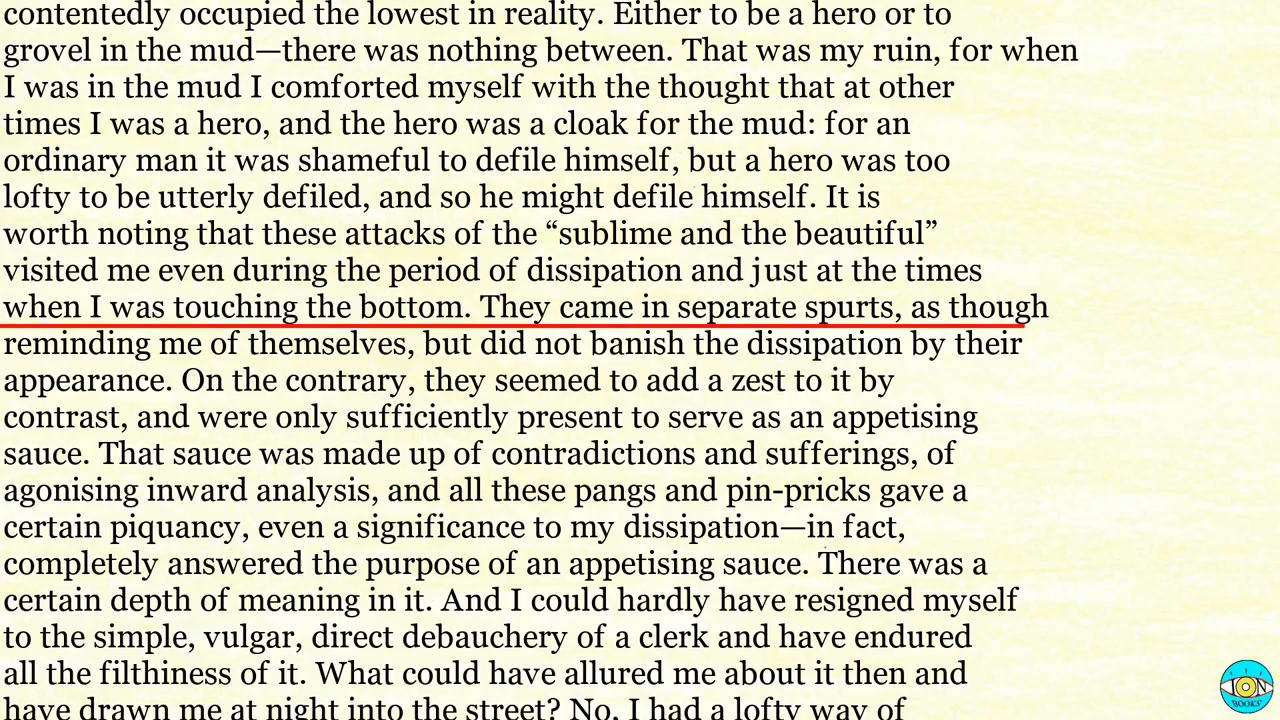 contentedly occupied the lowest in reality. Either to be a hero or to
grovel in the mud—there was nothing between. That was my ruin, for when
I was in the mud I comforted myself with the thought that at other
times I was a hero, and the hero was a cloak for the mud: for an
ordinary man it was shameful to defile himself, but a hero was too
lofty to be utterly defiled, and so he might defile himself. It is
worth noting that these attacks of the “sublime and the beautiful”
visited me even during the period of dissipation and just at the times
when I was touching the bottom. They came in separate spurts, as though
reminding me of themselves, but did not banish the dissipation by their
appearance. On the contrary, they seemed to add a zest to it by
contrast, and were only sufficiently present to serve as an appetising
sauce. That sauce was made up of contradictions and sufferings, of
agonising inward analysis, and all these pangs and pin-pricks gave a
certain piquancy, even a significance to my dissipation—in fact,
completely answered the purpose of an appetising sauce. There was a
certain depth of meaning in it. And I could hardly have resigned myself
to the simple, vulgar, direct debauchery of a clerk and have endured
all the filthiness of it. What could have allured me about it then and
have drawn me at night into the street? No, I had a lofty way of
ION
BOOKS